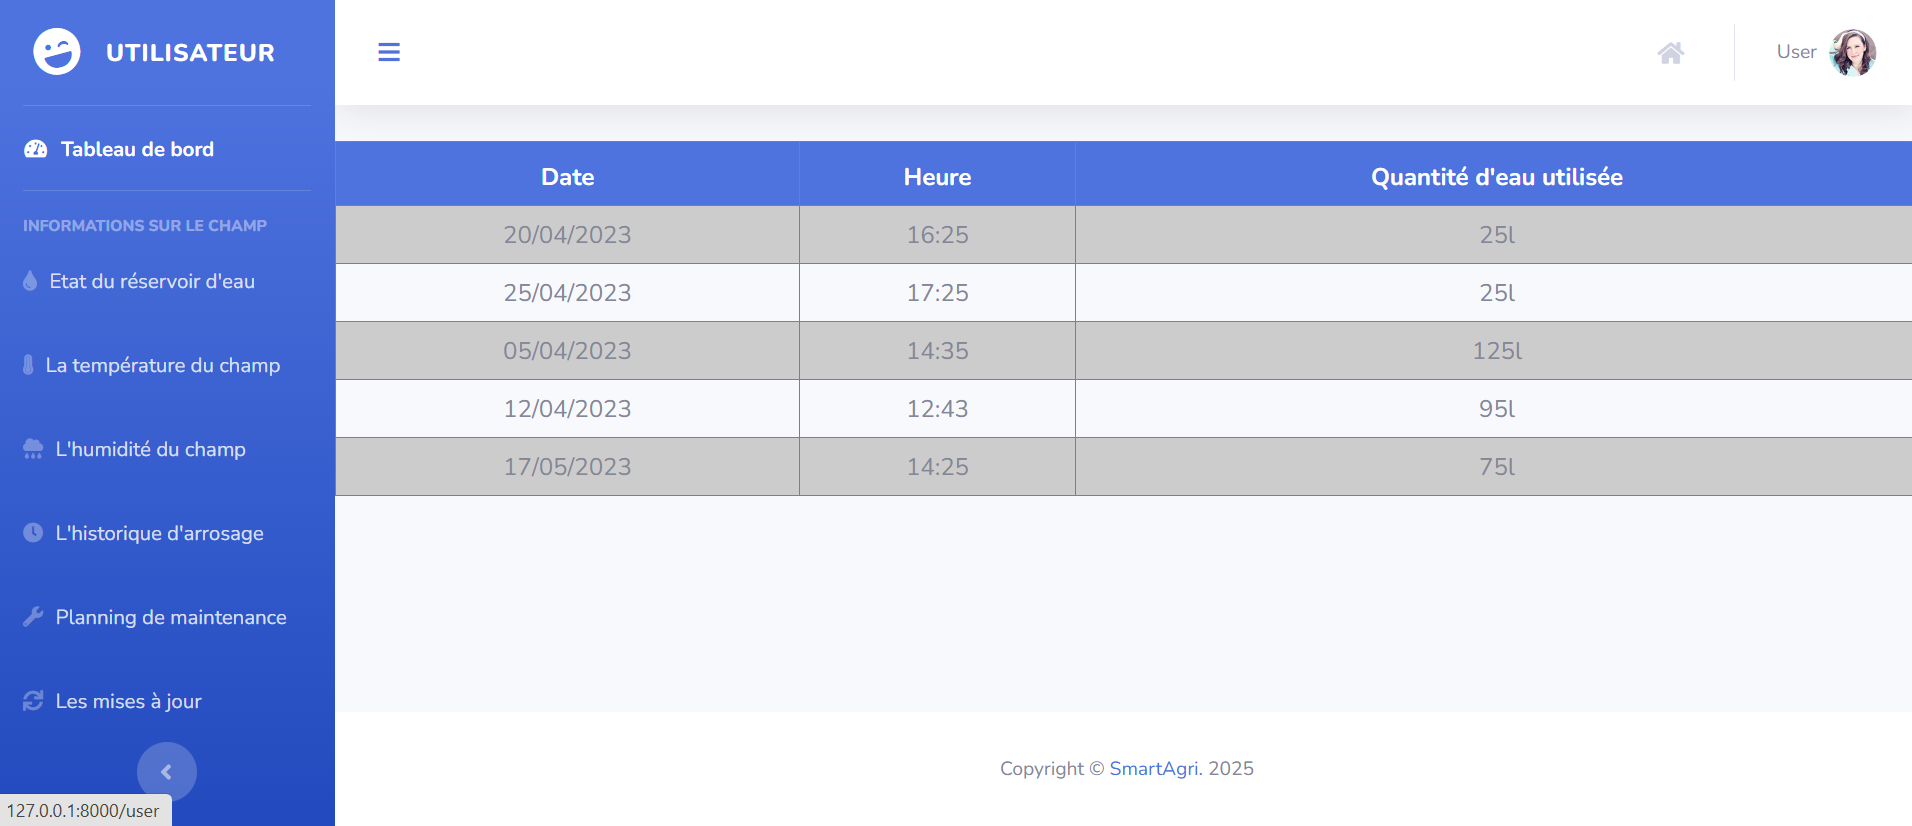 UTILISATEUR
User
Tableau de bord
INFORMATIONS SUR LE CHAMP
Etat du réservoir d'eau
La température du champ
L'humidité du champ
L'historique d'arrosage
Planning de maintenance
Les mises à jour
Date Heure Quantité d'eau utilisée
20/04/2023 16:25 25l
25/04/2023 17:25 25l
05/04/2023 14:35 125l
12/04/2023 12:43 95l
17/05/2023 14:25 75l
Copyright © SmartAgri. 2025
127.0.0.1:8000/user